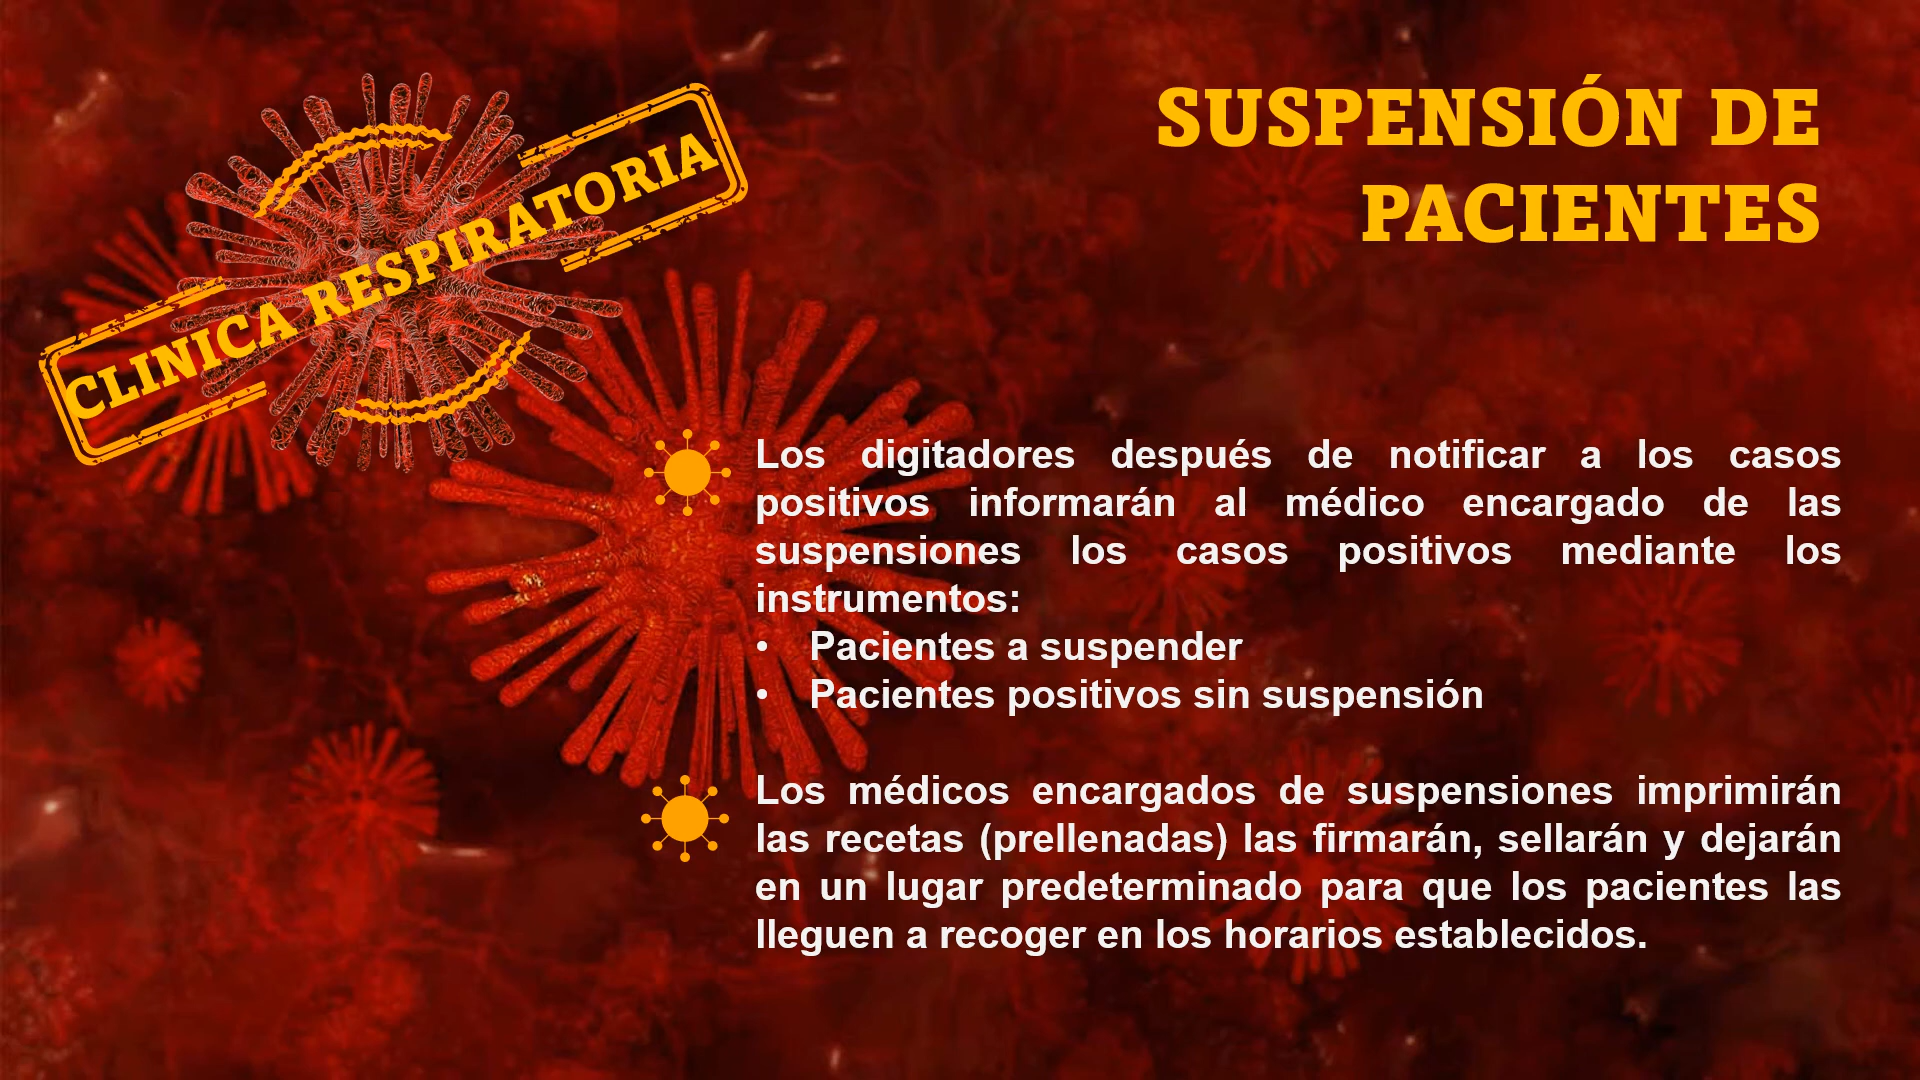 CLINICA RESPIRATORIA
SUSPENSIÓN DE
PACIENTES
Los digitadores después de notificar a los casos
positivos informarán al médico encargado de las
suspensiones los casos positivos mediante los
instrumentos:
• Pacientes a suspender
• Pacientes positivos sin suspensión
Los médicos encargados de suspensiones imprimirán
las recetas (prellenadas) las firmarán, sellarán y dejarán
en un lugar predeterminado para que los pacientes las
lleguen a recoger en los horarios establecidos.